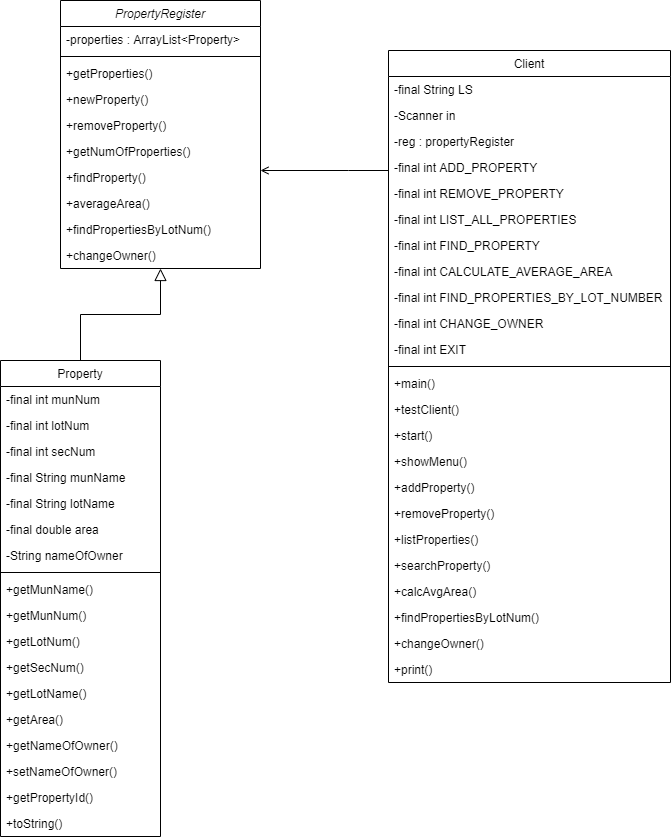 PropertyRegister
-properties : ArrayList<Property>
+getProperties()
+newProperty()
+removeProperty()
+getNumOfProperties()
+findProperty()
+averageArea()
+findPropertiesByLotNum()
+changeOwner()
Client
-final String LS
-Scanner in
-reg : propertyRegister
-final int ADD_PROPERTY
-final int REMOVE_PROPERTY
-final int LIST_ALL_PROPERTIES
-final int FIND_PROPERTY
-final int CALCULATE_AVERAGE_AREA
-final int FIND_PROPERTIES_BY_LOT_NUMBER
-final int CHANGE_OWNER
-final int EXIT
+main()
+testClient()
+start()
+showMenu()
+addProperty()
+removeProperty()
+listProperties()
+searchProperty()
+calcAvgArea()
+findPropertiesByLotNum()
+changeOwner()
+print()
Property
-final int munNum
-final int lotNum
-final int secNum
-final String munName
-final String lotName
-final double area
-String nameOfOwner
+getMunName()
+getMunNum()
+getLotNum()
+getSecNum()
+getLotName()
+getArea()
+getNameOfOwner()
+setNameOfOwner()
+getPropertyId()
+toString()